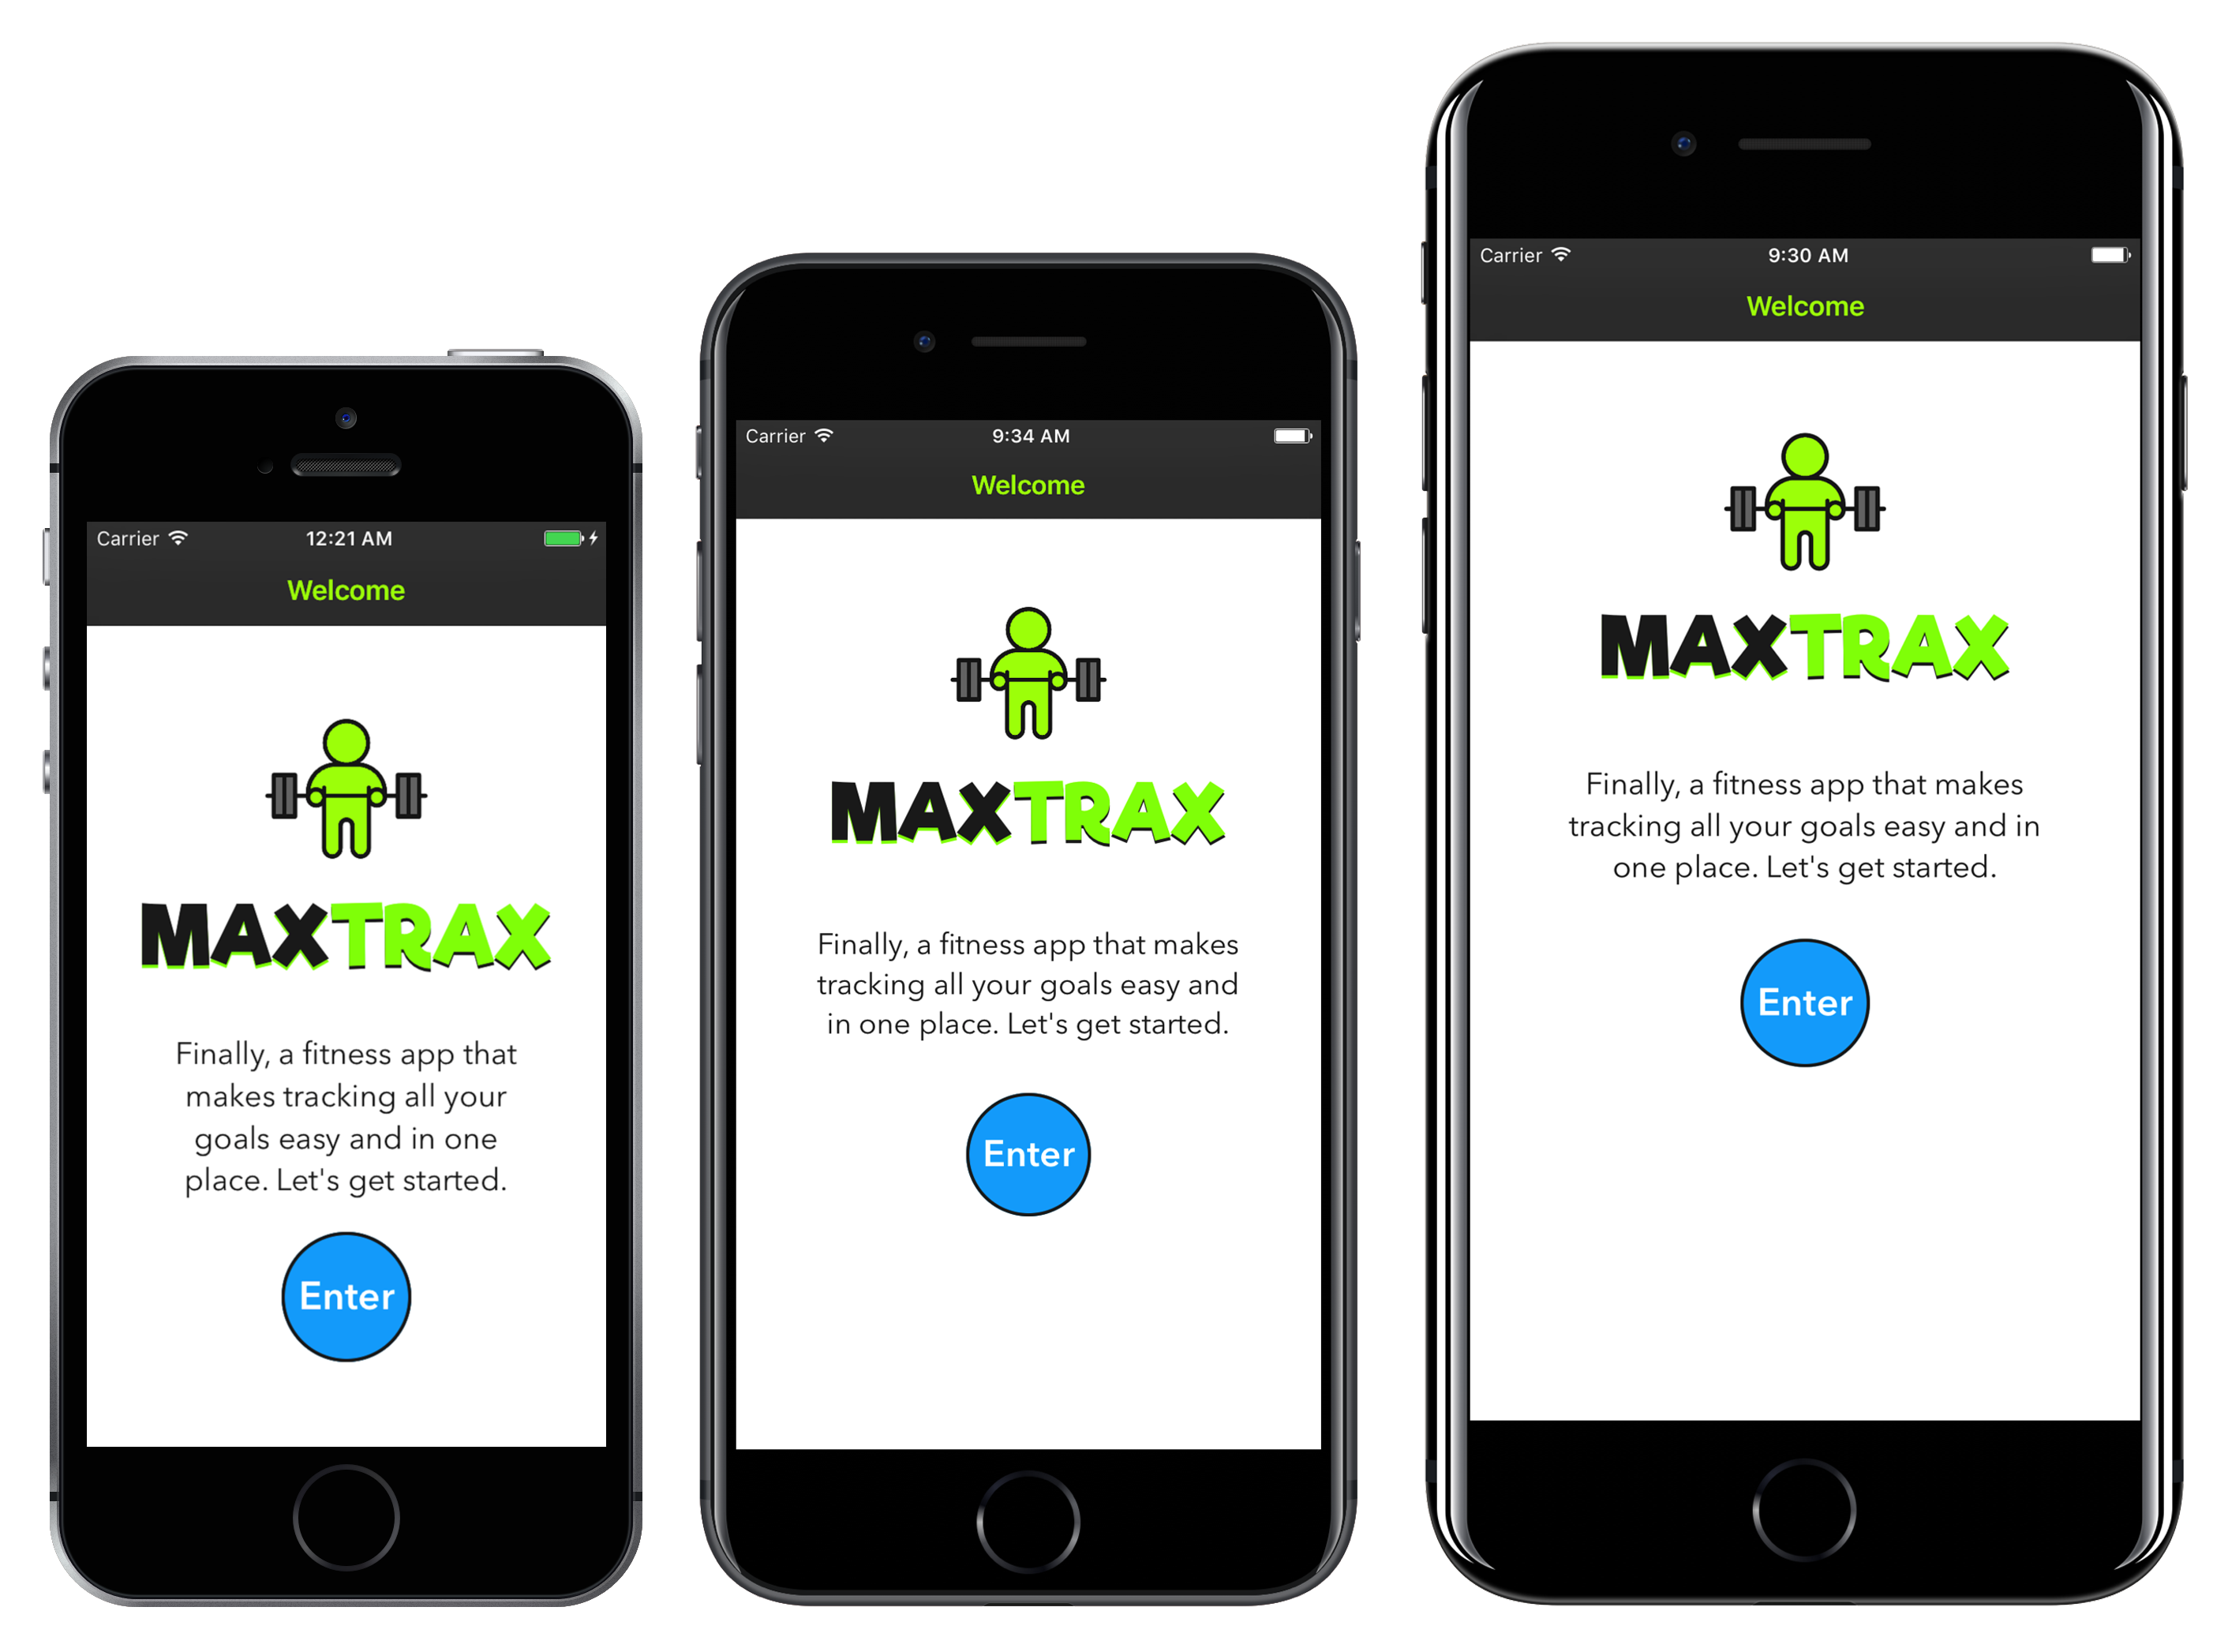 Carrier 12:21 AM
Welcome
MAXTRAX
Finally, a fitness app that
makes tracking all your
goals easy and in one
place. Let's get started.
Enter
Carrier 9:34 AM
Welcome
MAXTRAX
Finally, a fitness app that makes
tracking all your goals easy and
in one place. Let's get started.
Enter
Carrier 9:30 AM
Welcome
MAXTRAX
Finally, a fitness app that makes
tracking all your goals easy and in
one place. Let's get started.
Enter